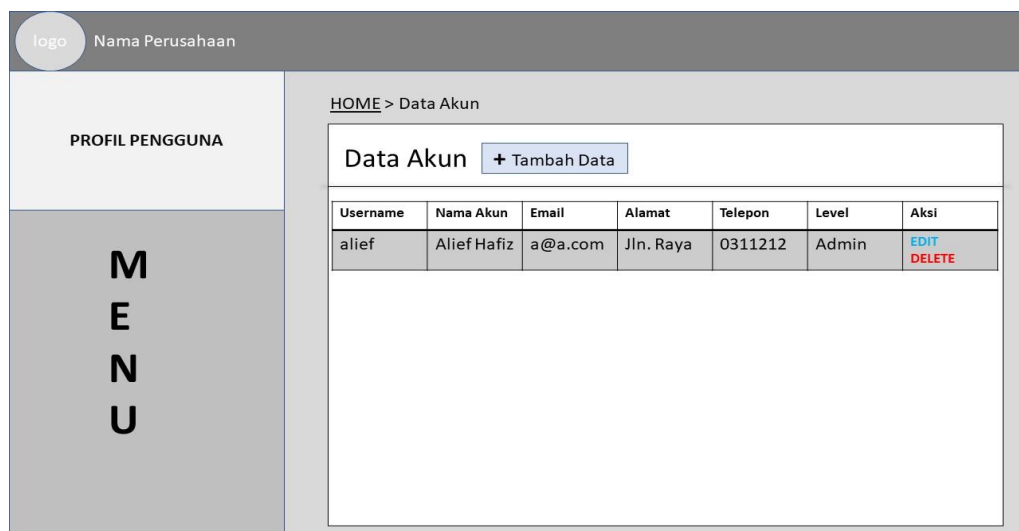 logo Nama Perusahaan
HOME > Data Akun
PROFIL PENGGUNA
Data Akun + Tambah Data
Username Nama Akun Email Alamat Telepon Level Aksi
alief Alief Hafiz a@a.com Jln. Raya 0311212 Admin EDIT
DELETE
M
E
N
U